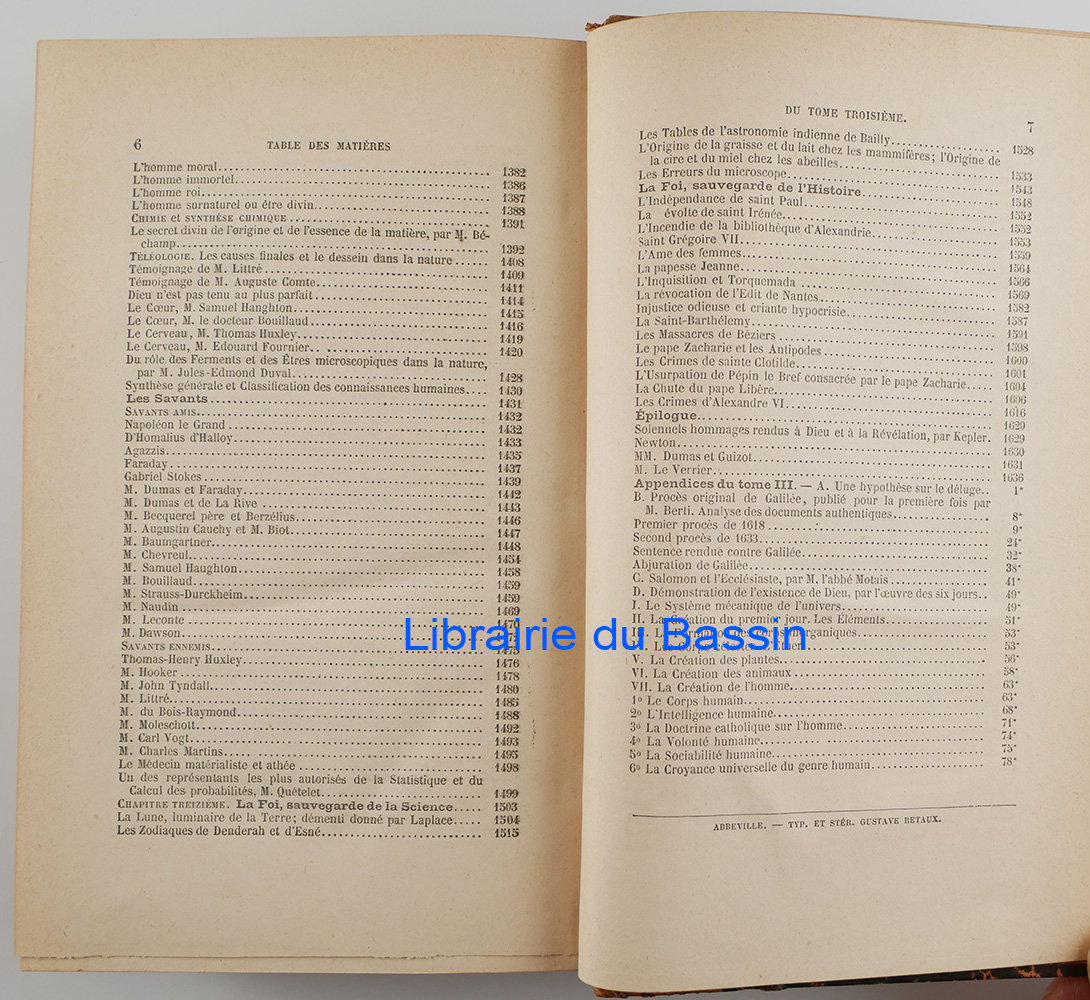 6 TABLE DES MATIÈRES
L'homme moral 1382
L'homme immortel 1386
L'homme roi 1387
L'homme surnaturel ou être divin 1388
CHIMIE et SYNTHÈSE CHIMIQUE 1391
Le secret divin de l'origine et de l'essence de la matière, par M. Bé-
champ 1392
TÉLÉOLOGIE. Les causes finales et le dessein dans la nature 1408
Témoignage de M. Littré 1409
Témoignage de M. Auguste Comte 1411
Dieu n'est pas tenu au plus parfait 1414
Le Cœur, M. Samuel Haughton 1415
Le Cœur, M. le docteur Bouillaud 1416
Le Cerveau, M. Thomas Huxley 1419
Le Cerveau, M. Edouard Fournier 1420
Du rôle des Ferments et des Êtres microscopiques dans la nature,
par M. Jules-Edmond Duval 1428
Synthèse générale et Classification des connaissances humaines 1430
Les Savants 1431
SAVANTS AMIS 1432
Napoléon le Grand 1432
D'Homalius d'Halloy 1433
Agazzis 1435
Faraday 1437
Gabriel Stokes 1439
M. Dumas et Faraday 1442
M. Dumas et de La Rive 1443
M. Becquerel père et Berzélius 1446
M. Augustin Cauchy et M. Biot 1447
M. Baumgartner 1448
M. Chevreul 1454
M. Samuel Haughton 1458
M. Bouillaud 1459
M. Strauss-Durckheim 1459
M. Naudin 1469
M. Leconte 1470
M. Dawson
SAVANTS ENNEMIS 1475
Thomas-Henry Huxley 1476
M. Hooker 1478
M. John Tyndall 1480
M. Littré 1485
M. du Bois-Raymond 1488
M. Moleschott 1492
M. Carl Vogt 1493
M. Charles Martins 1495
Le Médecin matérialiste et athée 1498
Un des représentants les plus autorisés de la Statistique et du
Calcul des probabilités, M. Quételet 1499
CHAPITRE TREIZIÈME. La Foi, sauvegarde de la Science 1503
La Lune, luminaire de la Terre; démenti donné par Laplace 1504
Les Zodiaques de Denderah et d'Esné 1515
DU TOME TROISIÈME. 7
Les Tables de l'astronomie indienne de Bailly 1528
L'Origine de la graisse et du lait chez les mammifères; l'Origine de
la cire et du miel chez les abeilles 1533
Les Erreurs du microscope 1543
La Foi, sauvegarde de l'Histoire 1548
L'Indépendance de saint Paul 1552
La évolte de saint Irénée 1552
L'Incendie de la bibliothèque d'Alexandrie 1553
Saint Grégoire VII 1559
L'Ame des femmes 1564
La papesse Jeanne 1566
L'Inquisition et Torquemada 1569
La révocation de l'Edit de Nantes 1582
Injustice odieuse et criante hypocrisie 1587
La Saint-Barthélemy 1591
Les Massacres de Béziers 1598
Le pape Zacharie et les Antipodes 1600
Les Crimes de sainte Clotilde 1601
L'Usurpation de Pépin le Bref consacrée par le pape Zacharie 1604
La Chute du pape Libère 1606
Les Crimes d'Alexandre VI 1616
Épilogue 1629
Solennels hommages rendus à Dieu et à la Révélation, par Kepler. 1629
Newton 1630
MM. Dumas et Guizot 1631
M. Le Verrier 1636
Appendices du tome III. — A. Une hypothèse sur le déluge.. 1*
B. Procès original de Galilée, publié pour la première fois par
M. Berti. Analyse des documents authentiques 8*
Premier procès de 1618 9*
Second procès de 1633 24*
Sentence rendue contre Galilée 32*
Abjuration de Galilée 38*
C. Salomon et l'Ecclésiaste, par M. l'abbé Motais 41*
D. Démonstration de l'existence de Dieu, par l'œuvre des six jours 49*
I. Le Système mécanique de l'univers 49*
II. La Création du premier jour. Les Eléments 51*
Librairie du Bassin
53*
53*
V. La Création des plantes 56*
VI. La Création des animaux 58*
VII. La Création de l'homme 63*
1o Le Corps humain 63*
2o L'Intelligence humaine 68*
3o La Doctrine catholique sur l'homme 71*
4o La Volonté humaine 74*
5o La Sociabilité humaine 75*
6o La Croyance universelle du genre humain 78*
ABBEVILLE. — TYP. ET STÉR. GUSTAVE RETAUX.